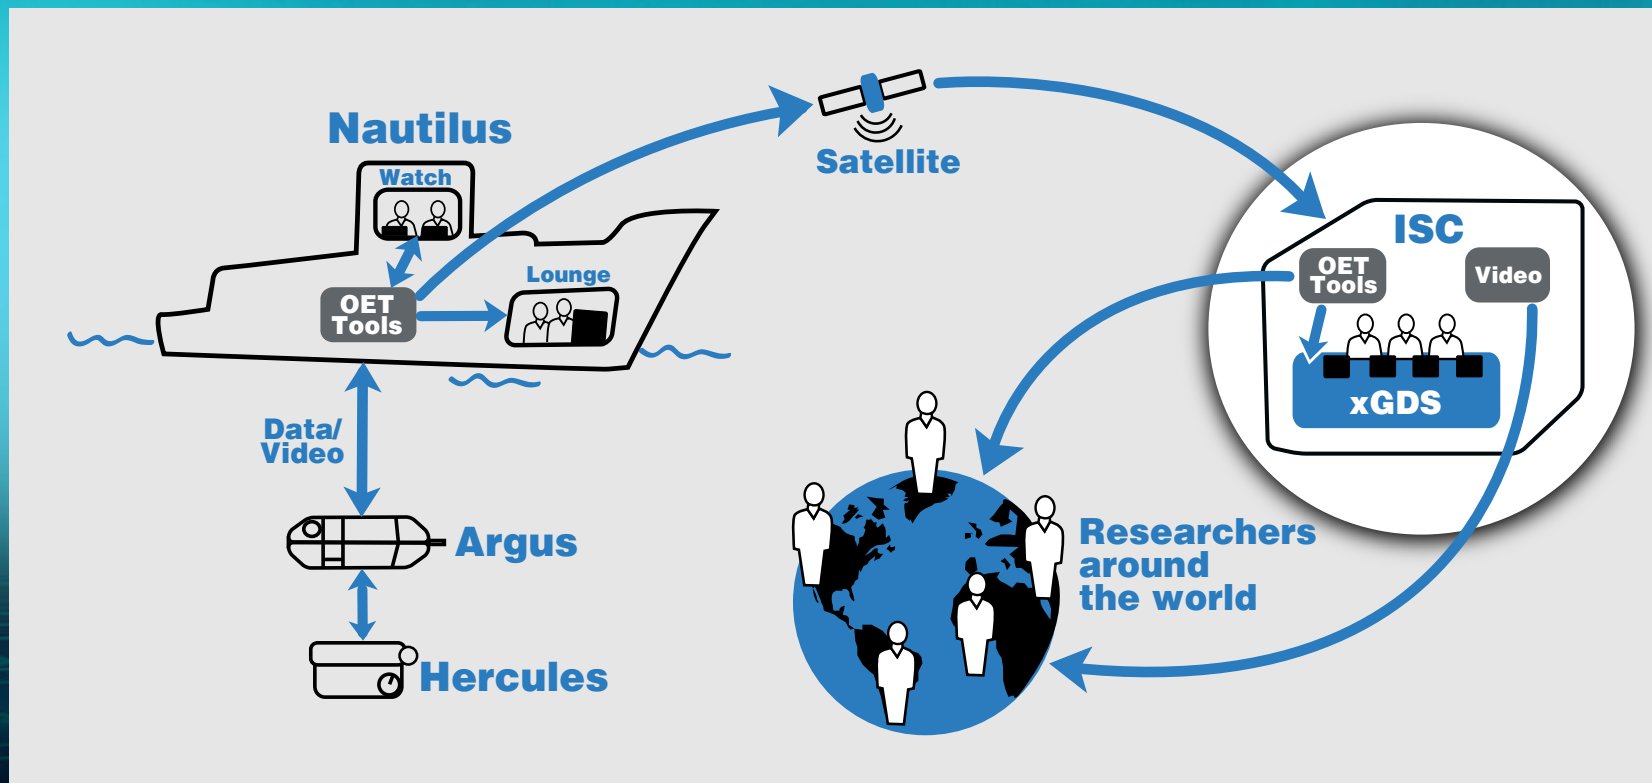 Nautilus
Watch
OET
Tools
Lounge
Data/
Video
Argus
Hercules
Satellite
ISC
OET
Tools
Video
xGDS
Researchers
around
the world